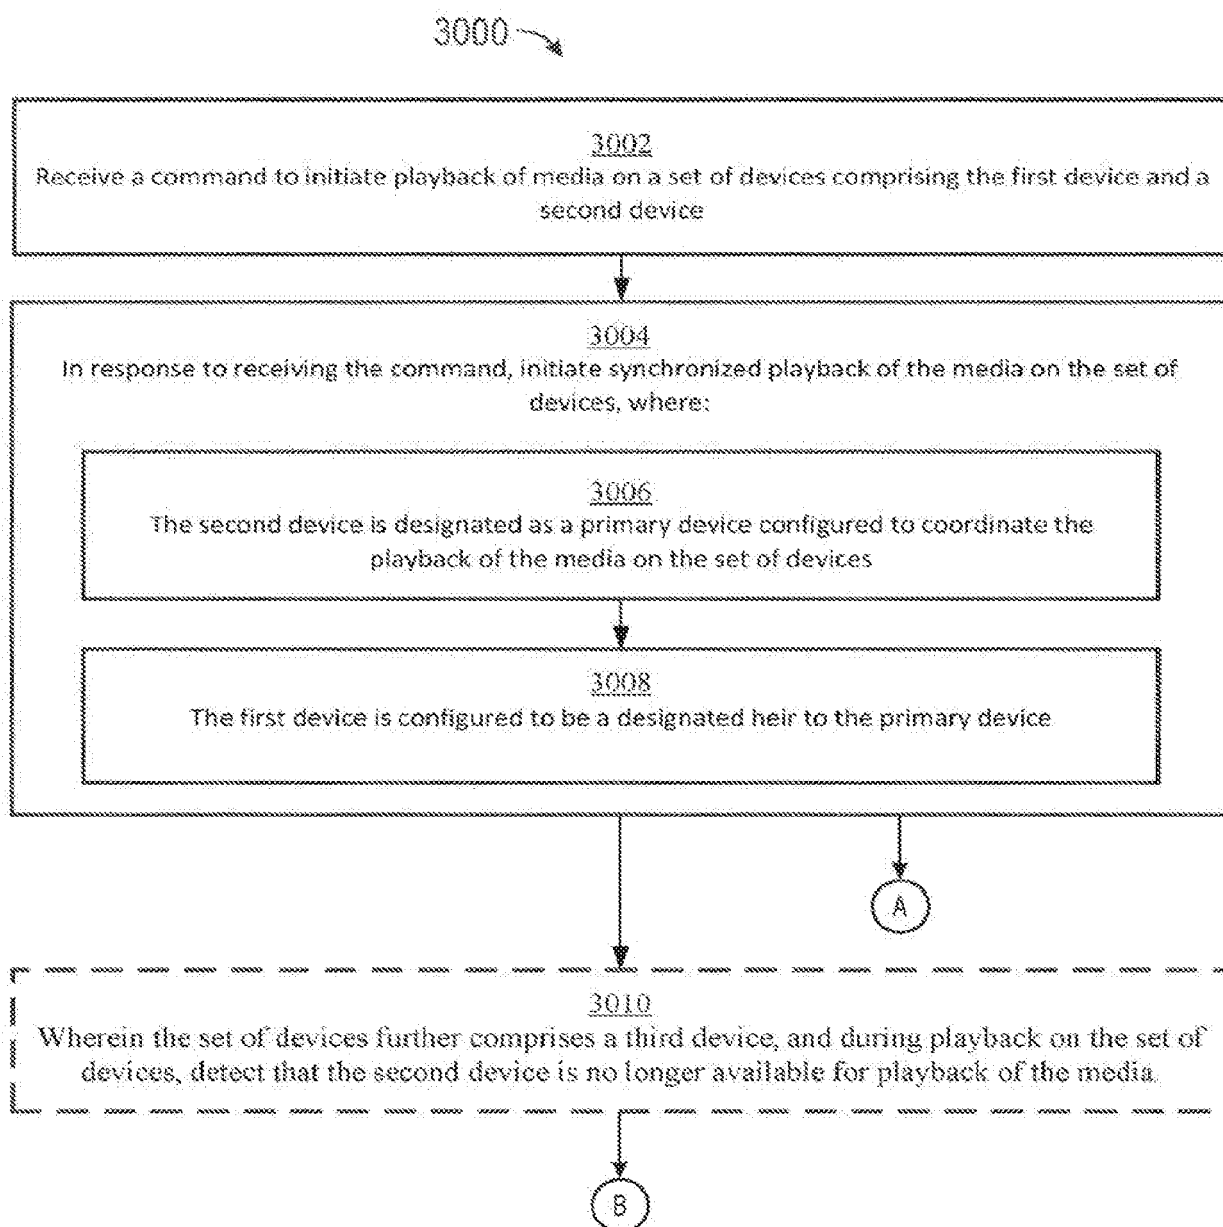 3000
3002
Receive a command to initiate playback of media on a set of devices comprising the first device and a
second device
3004
In response to receiving the command, initiate synchronized playback of the media on the set of
devices, where:
3006
The second device is designated as a primary device configured to coordinate the
playback of the media on the set of devices
3008
The first device is configured to be a designated heir to the primary device
A
3010
Wherein the set of devices further comprises a third device, and during playback on the set of
devices, detect that the second device is no longer available for playback of the media.
B